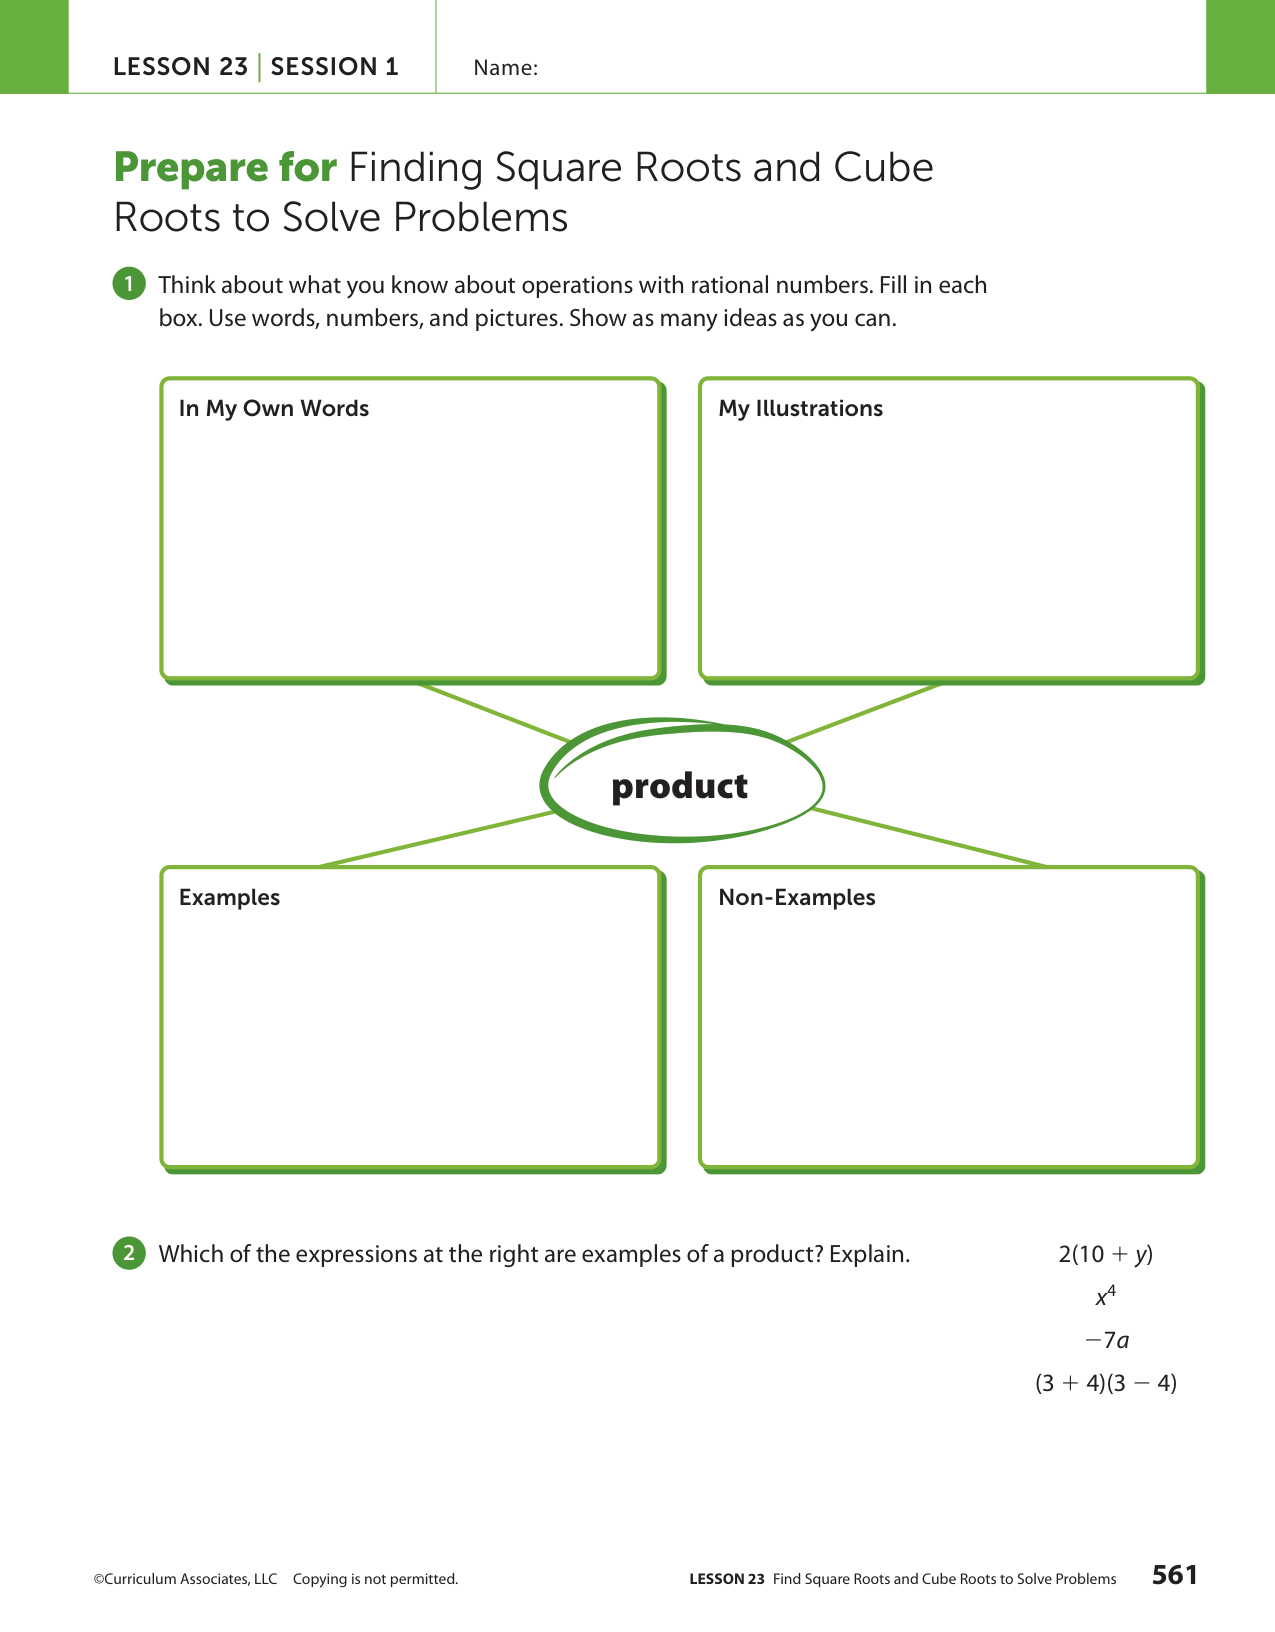 LESSON 23 | SESSION 1
Name:
Prepare for Finding Square Roots and Cube
Roots to Solve Problems
1 Think about what you know about operations with rational numbers. Fill in each
box. Use words, numbers, and pictures. Show as many ideas as you can.
In My Own Words
My Illustrations
product
Examples
Non-Examples
2 Which of the expressions at the right are examples of a product? Explain.
2(10 + y)
x⁴
−7a
(3 + 4)(3 − 4)
©Curriculum Associates, LLC Copying is not permitted.
LESSON 23 Find Square Roots and Cube Roots to Solve Problems 561